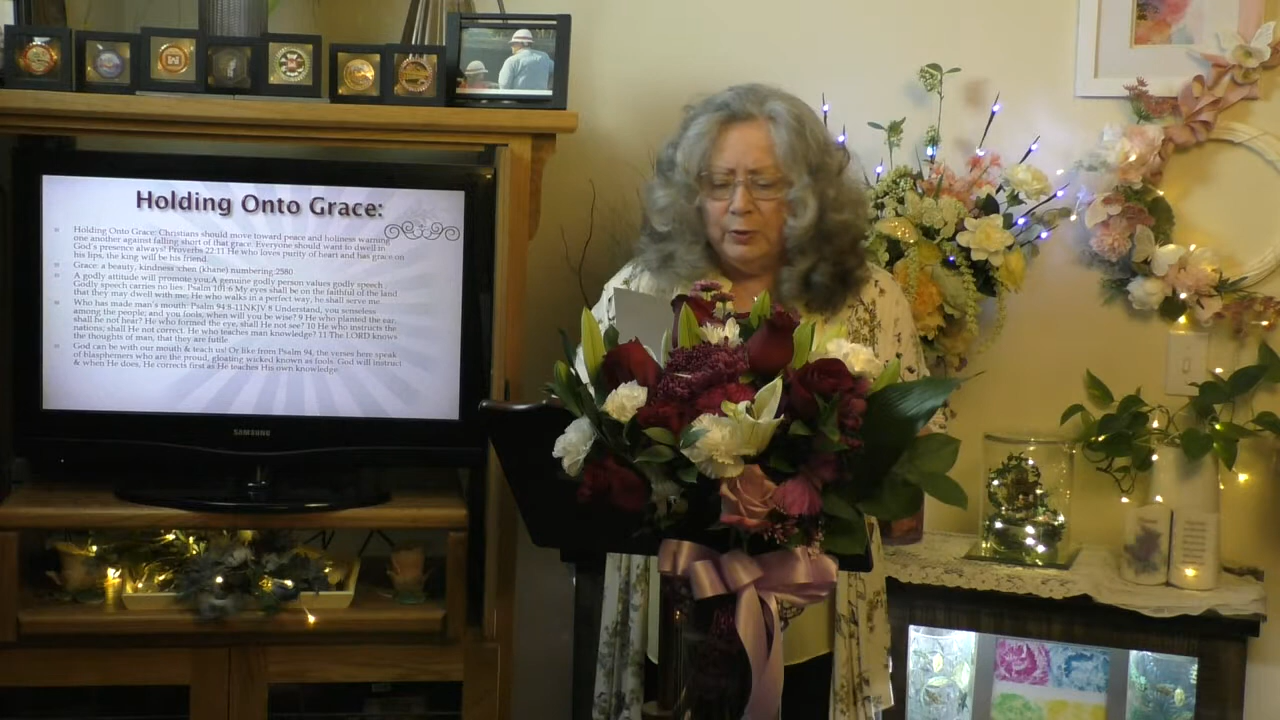 Holding Onto Grace:
Holding Onto Grace: Christians should move toward peace and holiness warning
one another against falling short of that grace. Everyone should want to dwell in
God's presence always! Proverbs 22:11 He who loves purity of heart and has grace on
his lips, the king will be his friend.
Grace: a beauty, kindness :chen (khane) numbering:2580
A godly attitude will promote you:A genuine godly person values godly speech
Godly speech carries no lies: Psalm 101:6 My eyes shall be on the faithful of the land
that they may dwell with me; He who walks in a perfect way, he shall serve me.
Who has made man's mouth: Psalm 94:8-11NKJV 8 Understand, you senseless
among the people; and you fools, when will you be wise? 9 He who planted the ear,
shall he not hear? He who formed the eye, shall He not see? 10 He who instructs the
nations, shall He not correct, He who teaches man knowledge? 11 The LORD knows
the thoughts of man, that they are futile
God can be with our mouth & teach us! Or like from Psalm 94, the verses here speak
of blasphemers who are the proud, gloating wicked known as fools. God will instruct
& when He does, He corrects first as He teaches His own knowledge
SAMSUNG